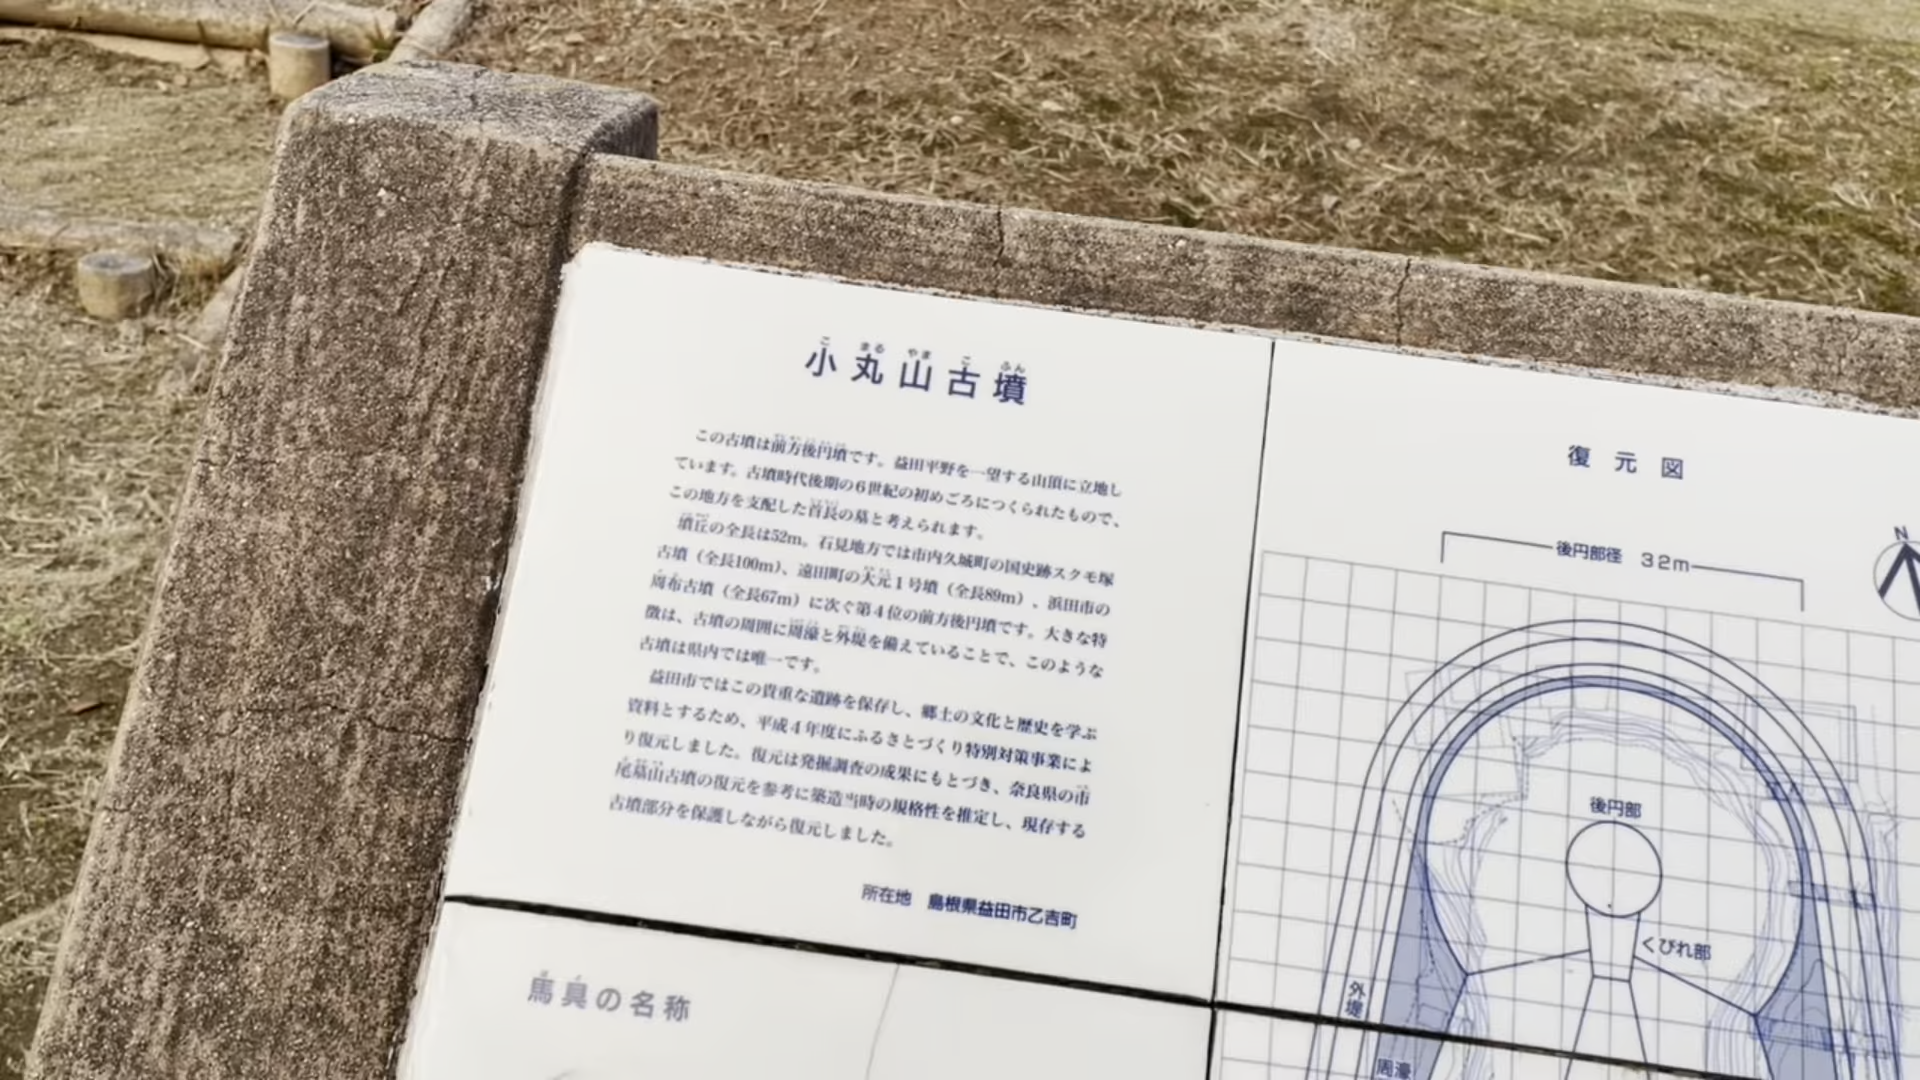 小丸山古墳
この古墳は前方後円墳です。益田平野を一望する山頂に立地し
ています。古墳時代後期の6世紀の初めごろにつくられたもので、
この地方を支配した首長の墓と考えられます。
墳丘の全長は52m。石見地方では市内久城町の国史跡スクモ塚
古墳（全長100m）、遠田町の大元1号墳（全長89m）、浜田市の
周布古墳（全長67m）に次ぐ第4位の前方後円墳です。大きな特
徴は、古墳の周囲に周濠と外堤を備えていることで、このような
古墳は県内では唯一です。
益田市ではこの貴重な遺跡を保存し、郷土の文化と歴史を学ぶ
資料とするため、平成4年度にふるさとづくり特別対策事業によ
り復元しました。復元は発掘調査の成果にもとづき、奈良県の市
尾墓山古墳の復元を参考に築造当時の規格性を推定し、現存する
古墳部分を保護しながら復元しました。
所在地　島根県益田市乙吉町
馬具の名称
復元図
後円部径　32m
N
後円部
くびれ部
外堤
周濠